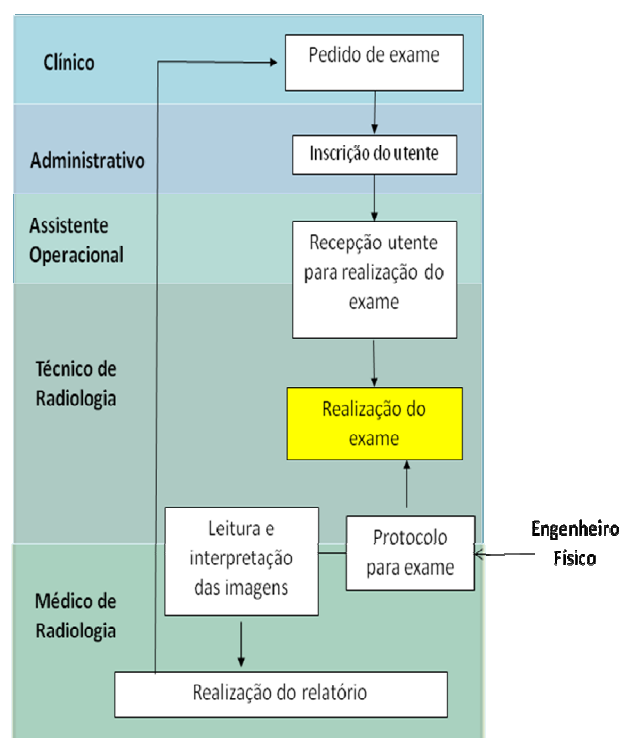 Clínico
Pedido de exame
Administrativo
Inscrição do utente
Assistente
Operacional
Recepção utente
para realização do
exame
Técnico de
Radiologia
Realização do
exame
Leitura e
interpretação
das imagens
Protocolo
para exame
Engenheiro
Físico
Médico de
Radiologia
Realização do relatório